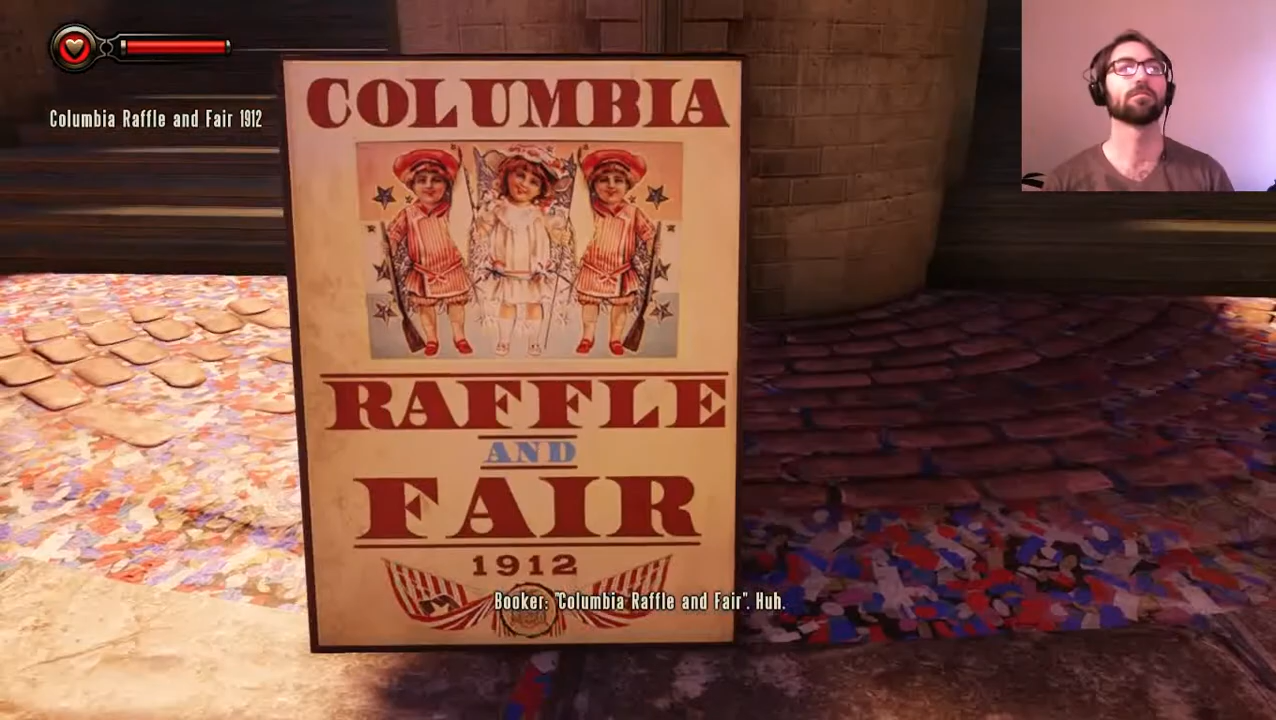 Columbia Raffle and Fair 1912
COLUMBIA
RAFFLE
AND
FAIR
1912
Booker: "Columbia Raffle and Fair". Huh.